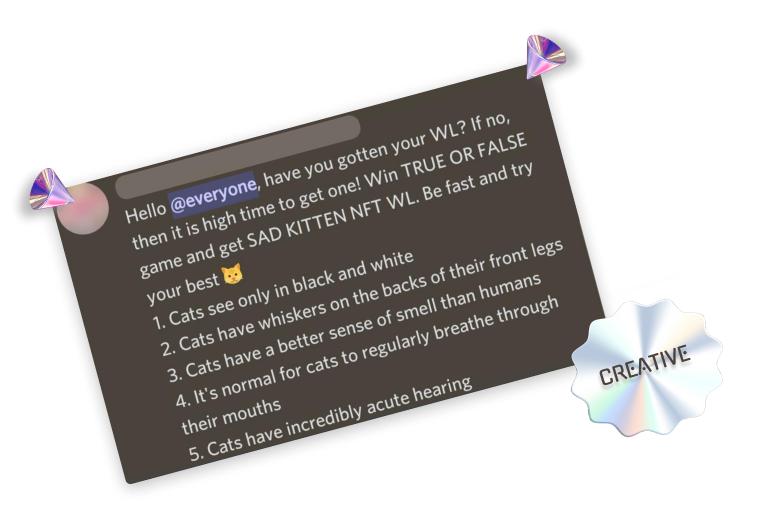 Hello @everyone, have you gotten your WL? If no,
then it is high time to get one! Win TRUE OR FALSE
game and get SAD KITTEN NFT WL. Be fast and try
your best 🐱
1. Cats see only in black and white
2. Cats have whiskers on the backs of their front legs
3. Cats have a better sense of smell than humans
4. It's normal for cats to regularly breathe through
their mouths
5. Cats have incredibly acute hearing
CREATIVE